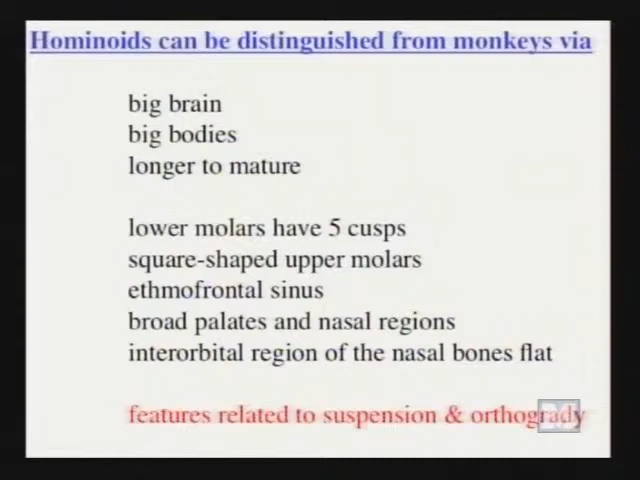 Hominoids can be distinguished from monkeys via
big brain
big bodies
longer to mature
lower molars have 5 cusps
square-shaped upper molars
ethmofrontal sinus
broad palates and nasal regions
interorbital region of the nasal bones flat
features related to suspension & orthogrady